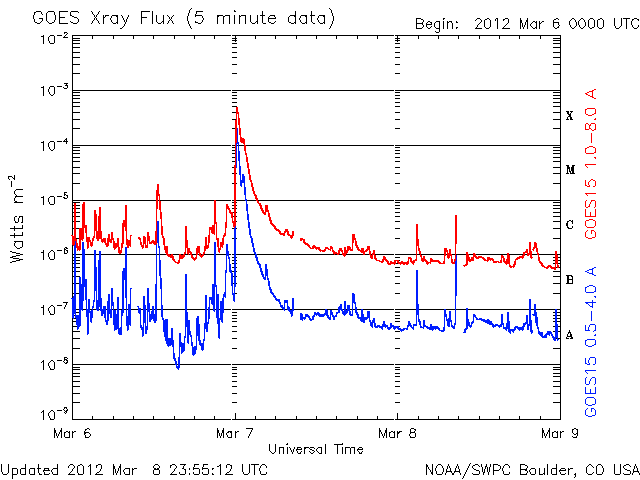 GOES Xray Flux (5 minute data)
Begin: 2012 Mar 6 0000 UTC
10⁻²
10⁻³
10⁻⁴
10⁻⁵
10⁻⁶
10⁻⁷
10⁻⁸
10⁻⁹
Watts m⁻²
X
M
C
B
A
GOES15 1.0–8.0 A
GOES15 0.5–4.0 A
Mar 6
Mar 7
Mar 8
Mar 9
Universal Time
Updated 2012 Mar 8 23:55:12 UTC
NOAA/SWPC Boulder, CO USA